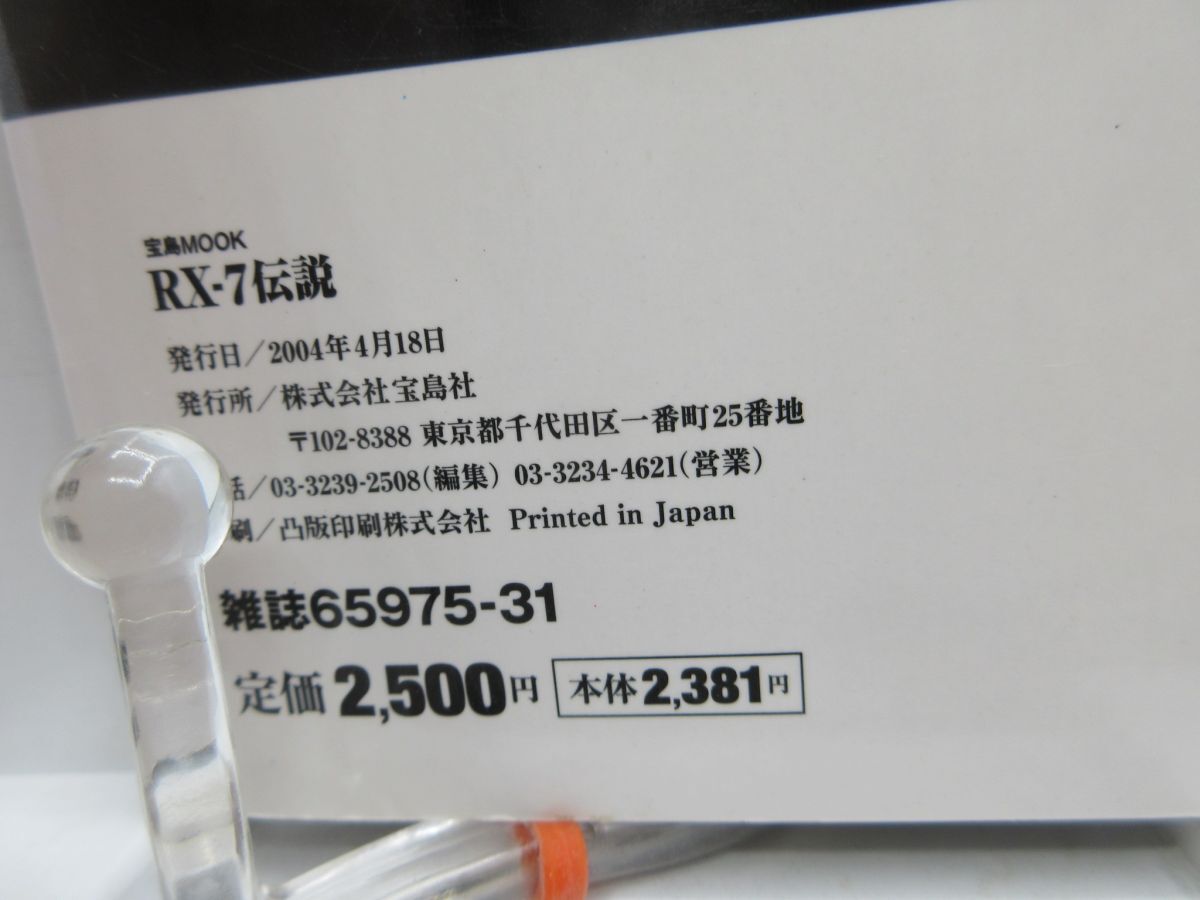 宝島MOOK
RX-7伝説
発行日/2004年4月18日
発行所/株式会社宝島社
〒102-8388 東京都千代田区一番町25番地
話/03-3239-2508(編集) 03-3234-4621(営業)
刷/凸版印刷株式会社 Printed in Japan
雑誌65975-31
定価2,500円 本体2,381円